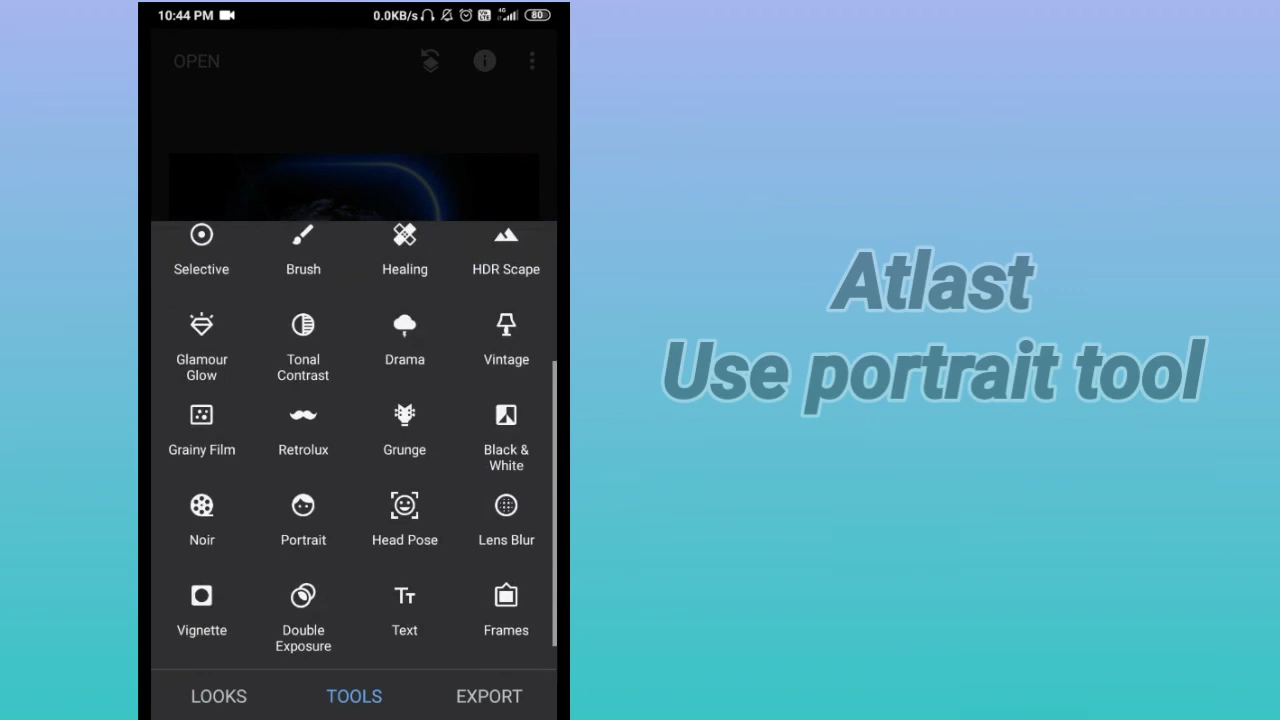 10:44 PM 0.0KB/s 4G 80
OPEN
Selective Brush Healing HDR Scape
Glamour Glow Tonal Contrast Drama Vintage
Grainy Film Retrolux Grunge Black & White
Noir Portrait Head Pose Lens Blur
Vignette Double Exposure Text Frames
LOOKS TOOLS EXPORT
Atlast
Use portrait tool